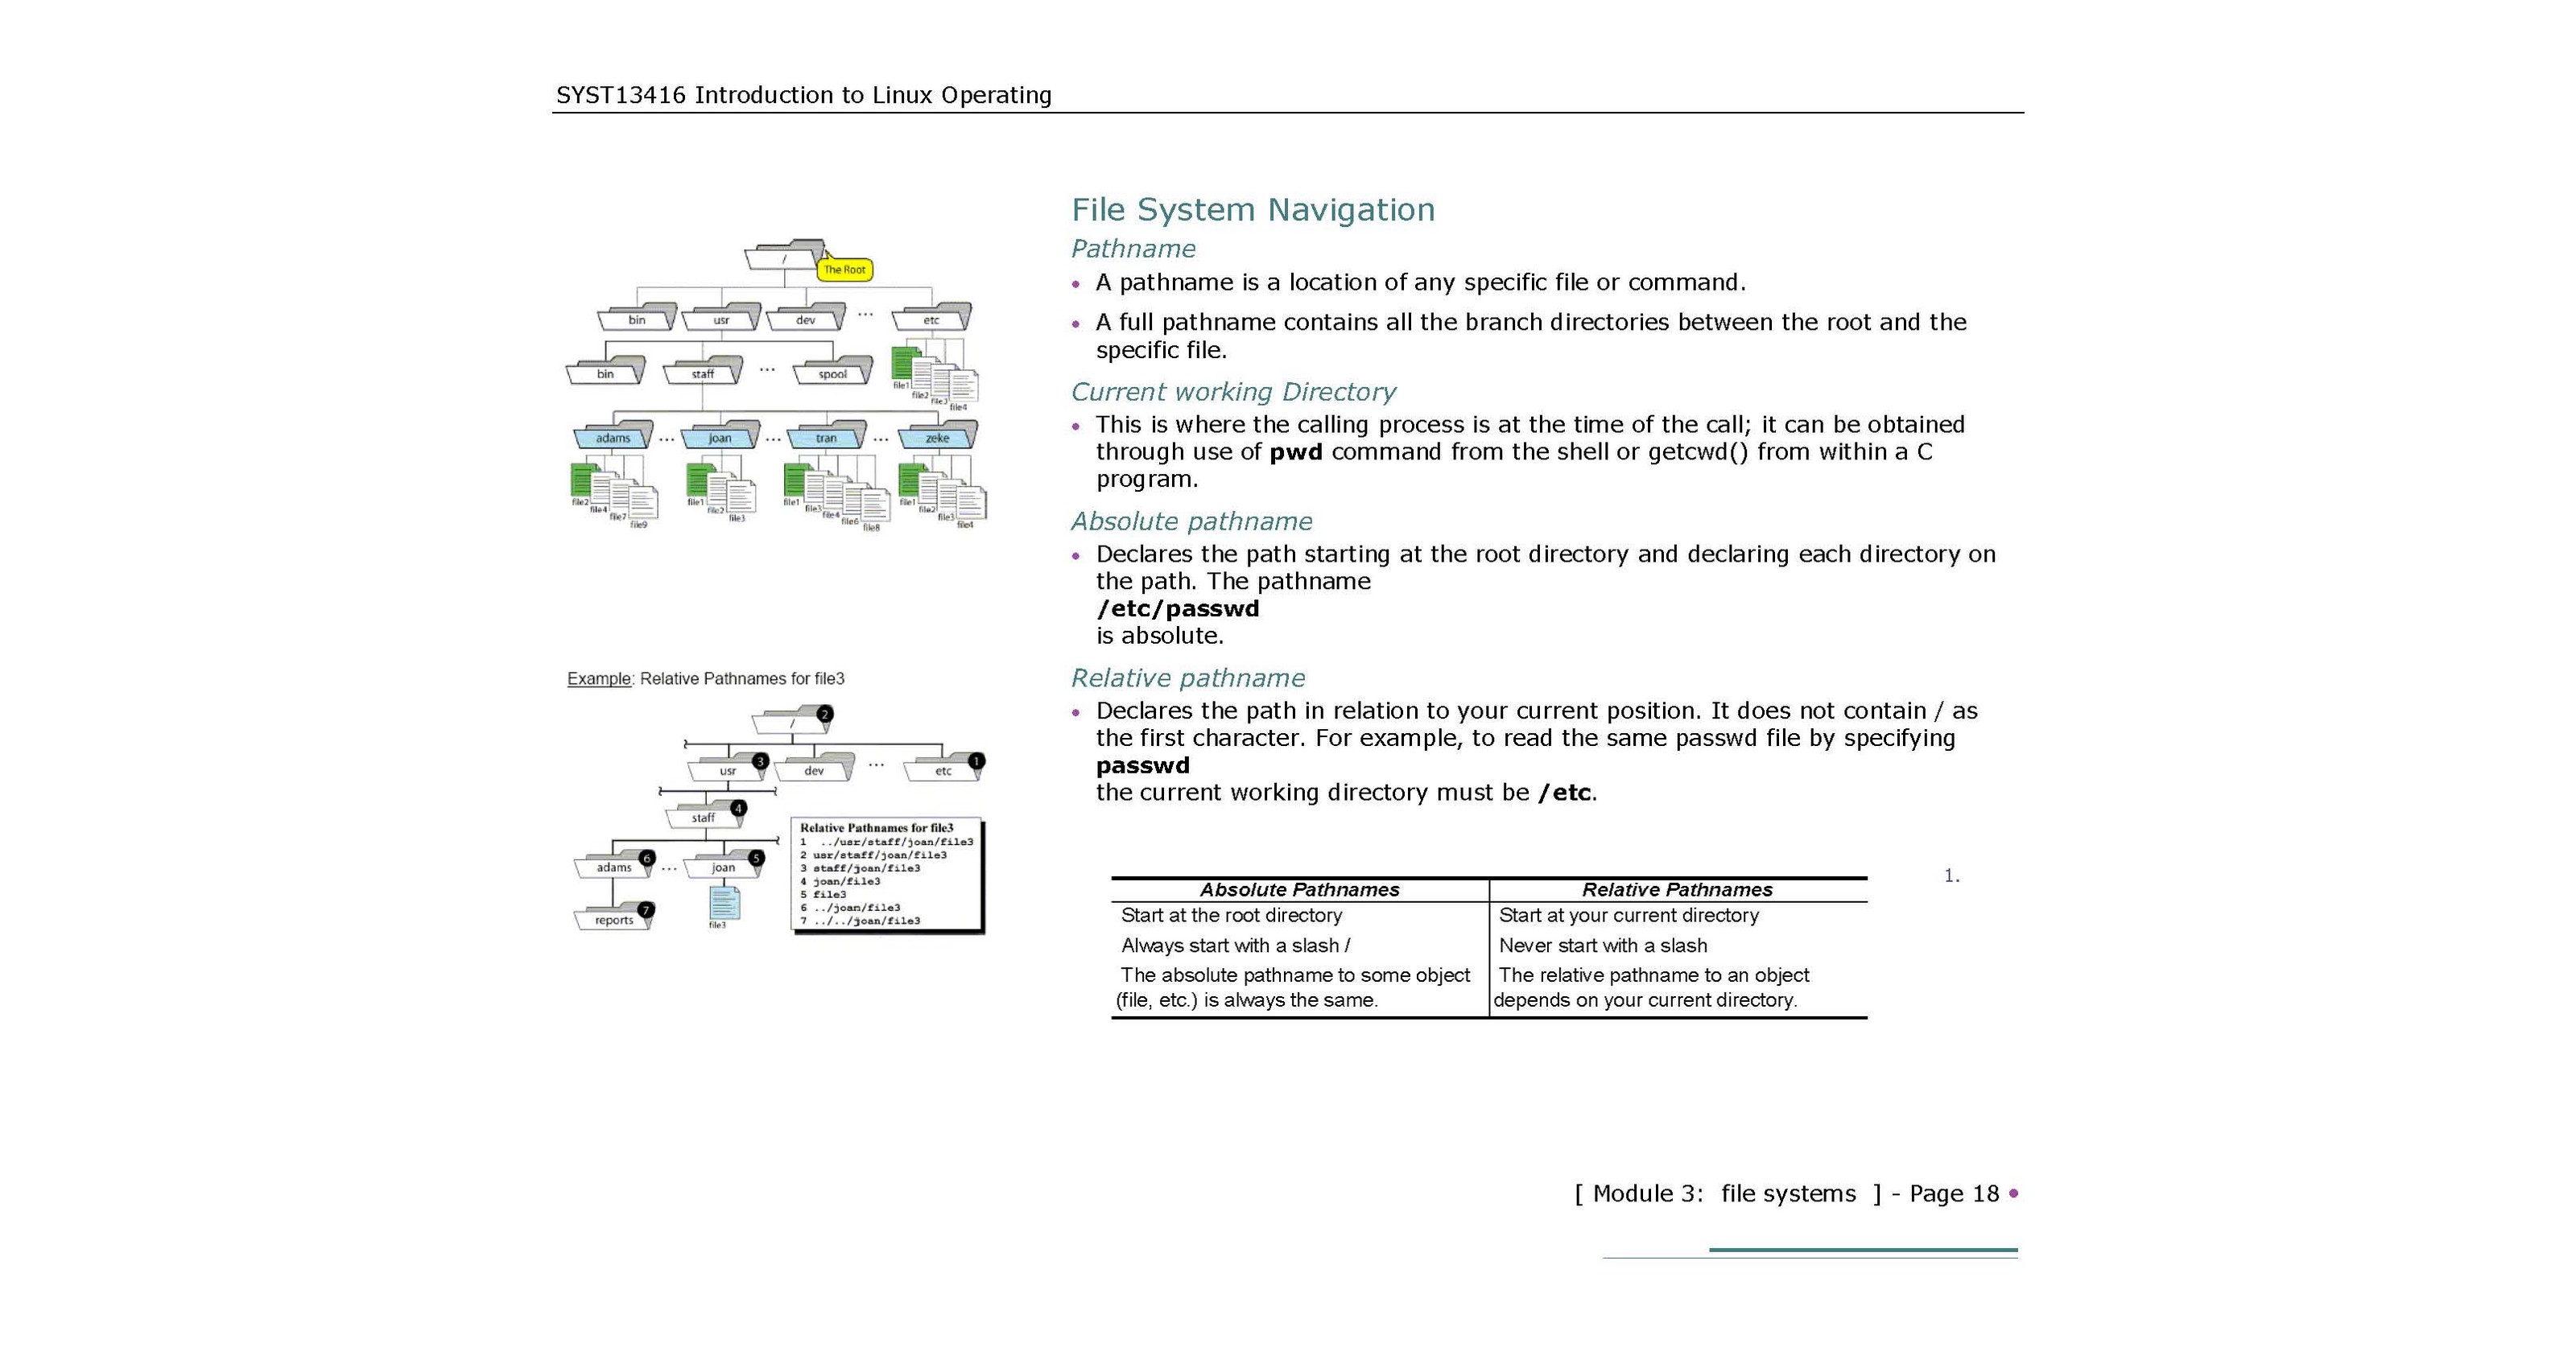 SYST13416 Introduction to Linux Operating
/
The Root
bin usr dev ... etc
bin staff ... spool
file1
file2
file3
file4
adams ... joan ... tran ... zeke
file2
file4
file7
file9
file1
file2
file3
file1
file3
file4
file6
file8
file1
file2
file3
file4
Example: Relative Pathnames for file3
/ 2
usr 3 dev ... etc 1
staff 4
adams 6 ... joan 5
reports 7
file3
Relative Pathnames for file3
1 ../usr/staff/joan/file3
2 usr/staff/joan/file3
3 staff/joan/file3
4 joan/file3
5 file3
6 ../joan/file3
7 ../../joan/file3
File System Navigation
Pathname
• A pathname is a location of any specific file or command.
• A full pathname contains all the branch directories between the root and the
specific file.
Current working Directory
• This is where the calling process is at the time of the call; it can be obtained
through use of pwd command from the shell or getcwd() from within a C
program.
Absolute pathname
• Declares the path starting at the root directory and declaring each directory on
the path. The pathname
/etc/passwd
is absolute.
Relative pathname
• Declares the path in relation to your current position. It does not contain / as
the first character. For example, to read the same passwd file by specifying
passwd
the current working directory must be /etc.
1.
Absolute Pathnames Relative Pathnames
Start at the root directory Start at your current directory
Always start with a slash / Never start with a slash
The absolute pathname to some object The relative pathname to an object
(file, etc.) is always the same. depends on your current directory.
[ Module 3: file systems ] - Page 18 •